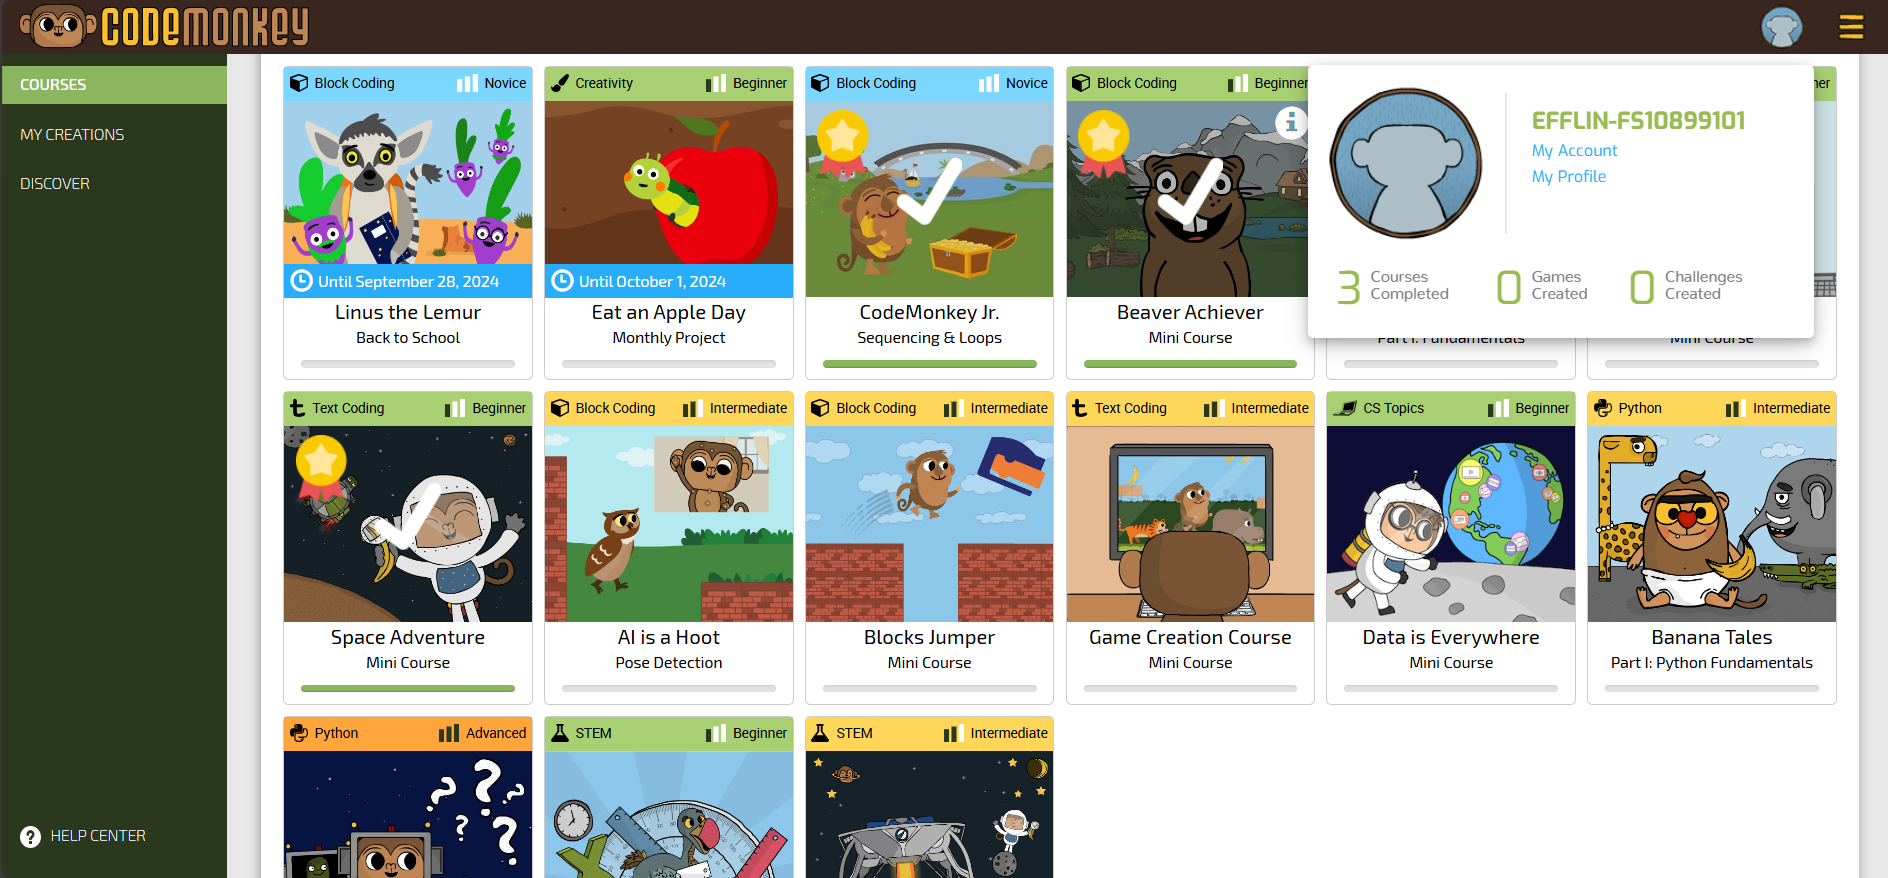 CODEMONKEY
COURSES
MY CREATIONS
DISCOVER
HELP CENTER
EFFLIN-FS10899101
My Account
My Profile
3 Courses Completed
0 Games Created
0 Challenges Created
Block Coding Novice
Until September 28, 2024
Linus the Lemur
Back to School
Creativity Beginner
Until October 1, 2024
Eat an Apple Day
Monthly Project
Block Coding Novice
CodeMonkey Jr.
Sequencing & Loops
Block Coding Beginner
Beaver Achiever
Mini Course
Part I: Fundamentals
Mini Course
Text Coding Beginner
Space Adventure
Mini Course
Block Coding Intermediate
AI is a Hoot
Pose Detection
Block Coding Intermediate
Blocks Jumper
Mini Course
Text Coding Intermediate
Game Creation Course
Mini Course
CS Topics Beginner
Data is Everywhere
Mini Course
Python Intermediate
Banana Tales
Part I: Python Fundamentals
Python Advanced
STEM Beginner
STEM Intermediate